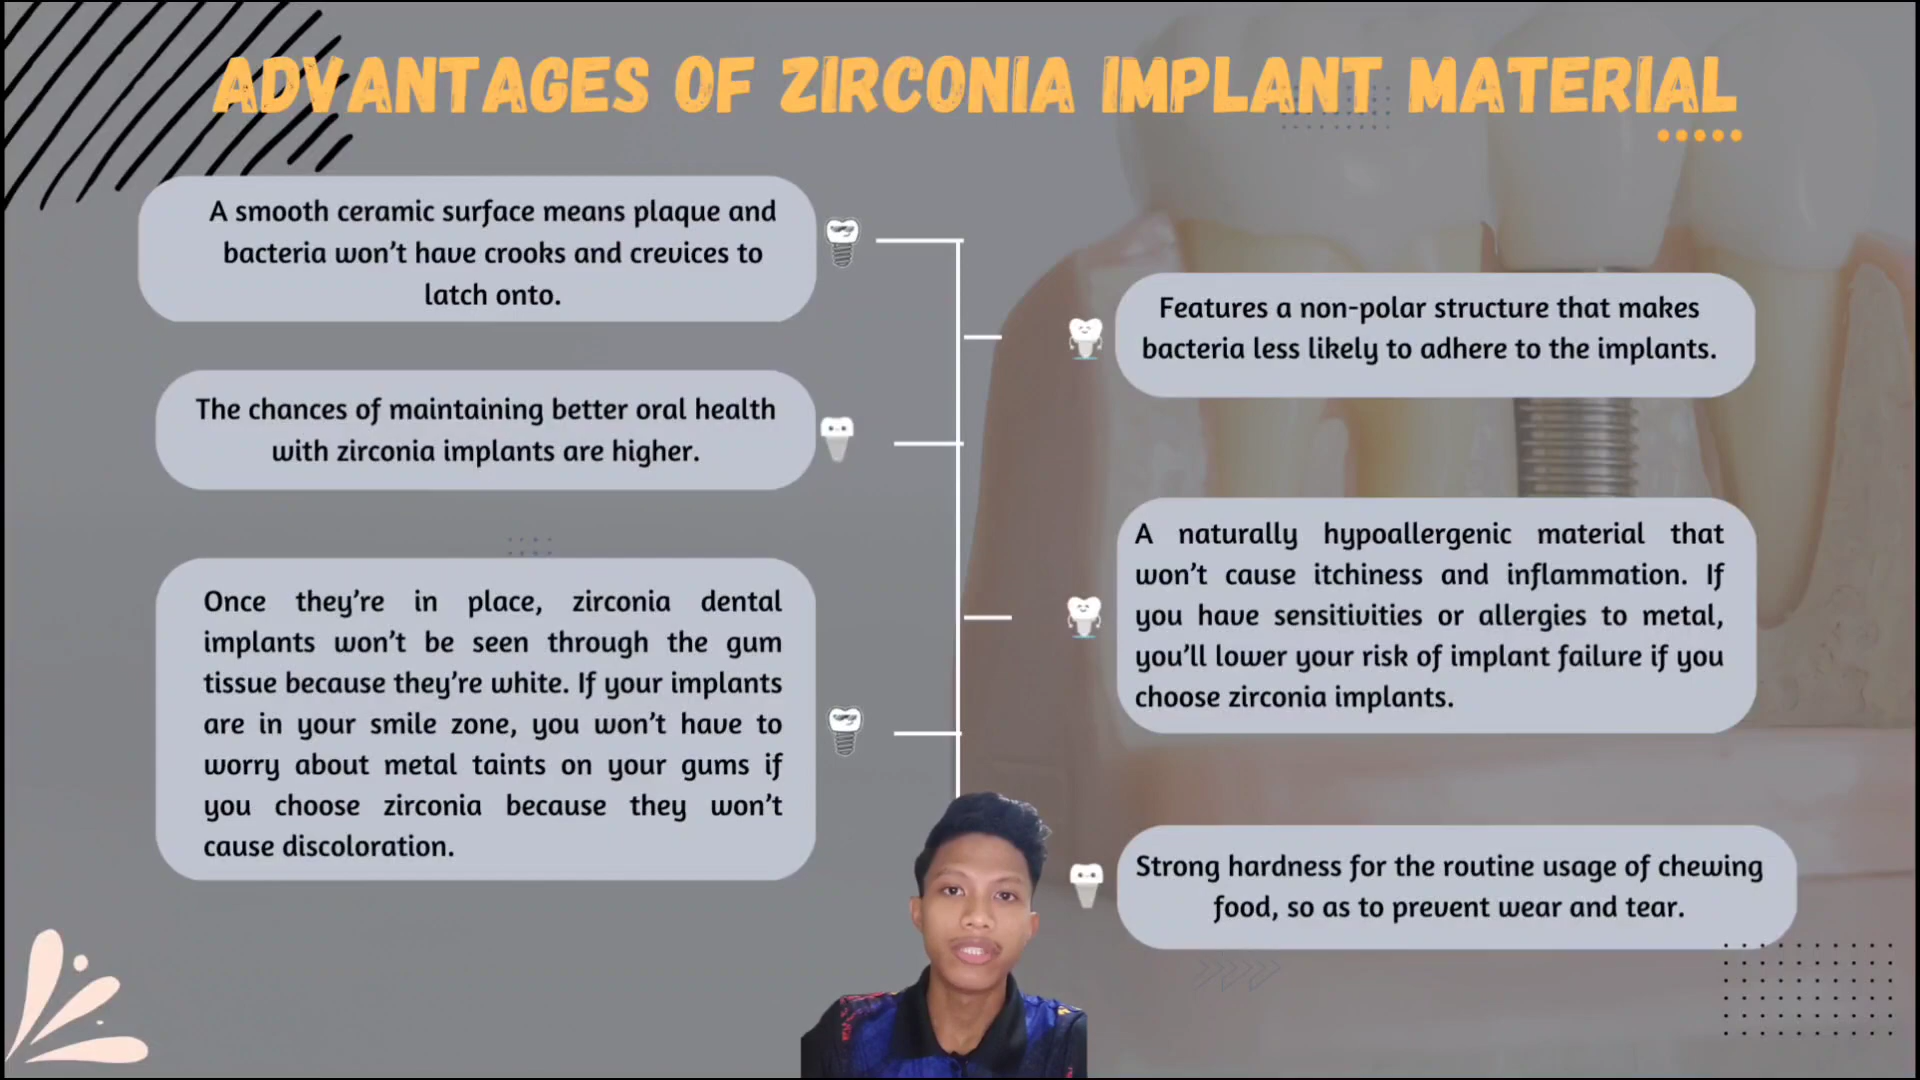 ADVANTAGES OF ZIRCONIA IMPLANT MATERIAL
A smooth ceramic surface means plaque and
bacteria won't have crooks and crevices to
latch onto.
Features a non-polar structure that makes
bacteria less likely to adhere to the implants.
The chances of maintaining better oral health
with zirconia implants are higher.
A naturally hypoallergenic material that
won't cause itchiness and inflammation. If
you have sensitivities or allergies to metal,
you'll lower your risk of implant failure if you
choose zirconia implants.
Once they're in place, zirconia dental
implants won't be seen through the gum
tissue because they're white. If your implants
are in your smile zone, you won't have to
worry about metal taints on your gums if
you choose zirconia because they won't
cause discoloration.
Strong hardness for the routine usage of chewing
food, so as to prevent wear and tear.